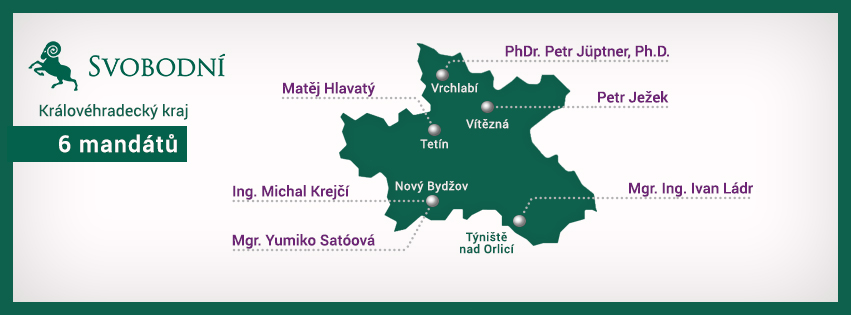 SVOBODNÍ
Královéhradecký kraj
6 mandátů
PhDr. Petr Jüptner, Ph.D.
Matěj Hlavatý
Vrchlabí
Petr Ježek
Vítězná
Tetín
Ing. Michal Krejčí
Nový Bydžov
Mgr. Ing. Ivan Ládr
Mgr. Yumiko Satóová
Týniště
nad Orlicí